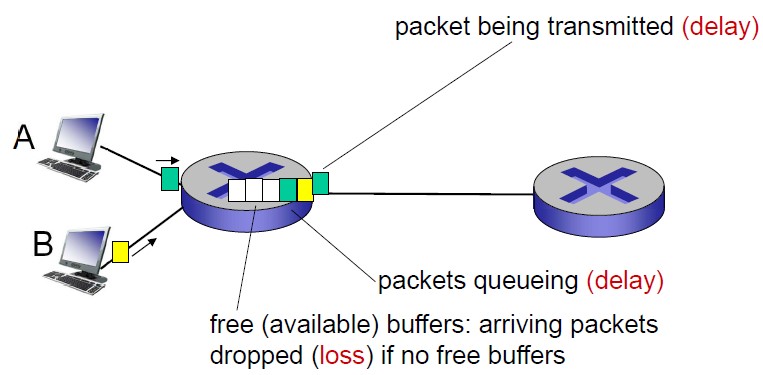 packet being transmitted (delay)
A
B
packets queueing (delay)
free (available) buffers: arriving packets
dropped (loss) if no free buffers